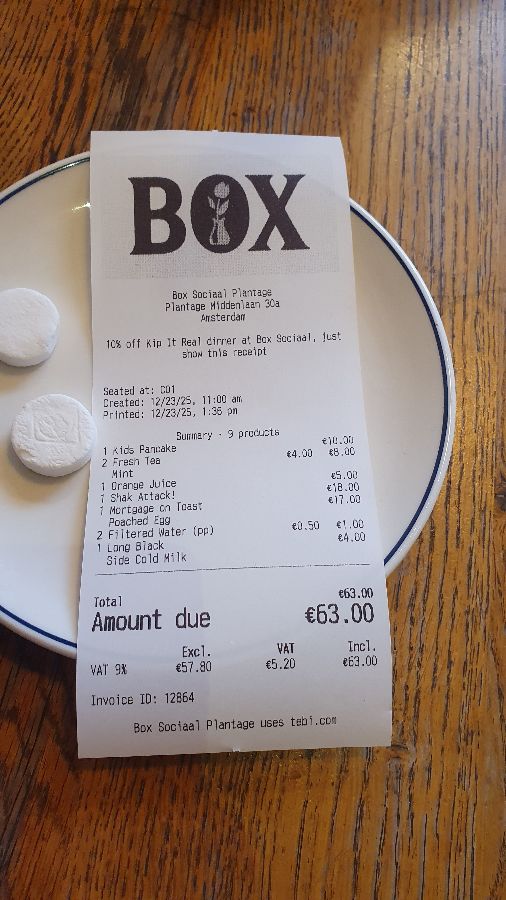 BOX
Box Sociaal Plantage
Plantage Middenlaan 30a
Amsterdam
10% off Kip It Real dinner at Box Sociaal, just
show this receipt
Seated at: C01
Created: 12/23/25, 11:00 am
Printed: 12/23/25, 1:36 pm
Summary - 9 products
1 Kids Pancake €10.00
2 Fresh Tea €4.00 €8.00
Mint
1 Orange Juice €5.00
1 Shak Attack! €18.00
1 Mortgage on Toast €17.00
Poached Egg
2 Filtered Water (pp) €0.50 €1.00
1 Long Black €4.00
Side Cold Milk
Total €63.00
Amount due €63.00
Excl. VAT Incl.
VAT 9% €57.80 €5.20 €63.00
Invoice ID: 12864
Box Sociaal Plantage uses tebi.com